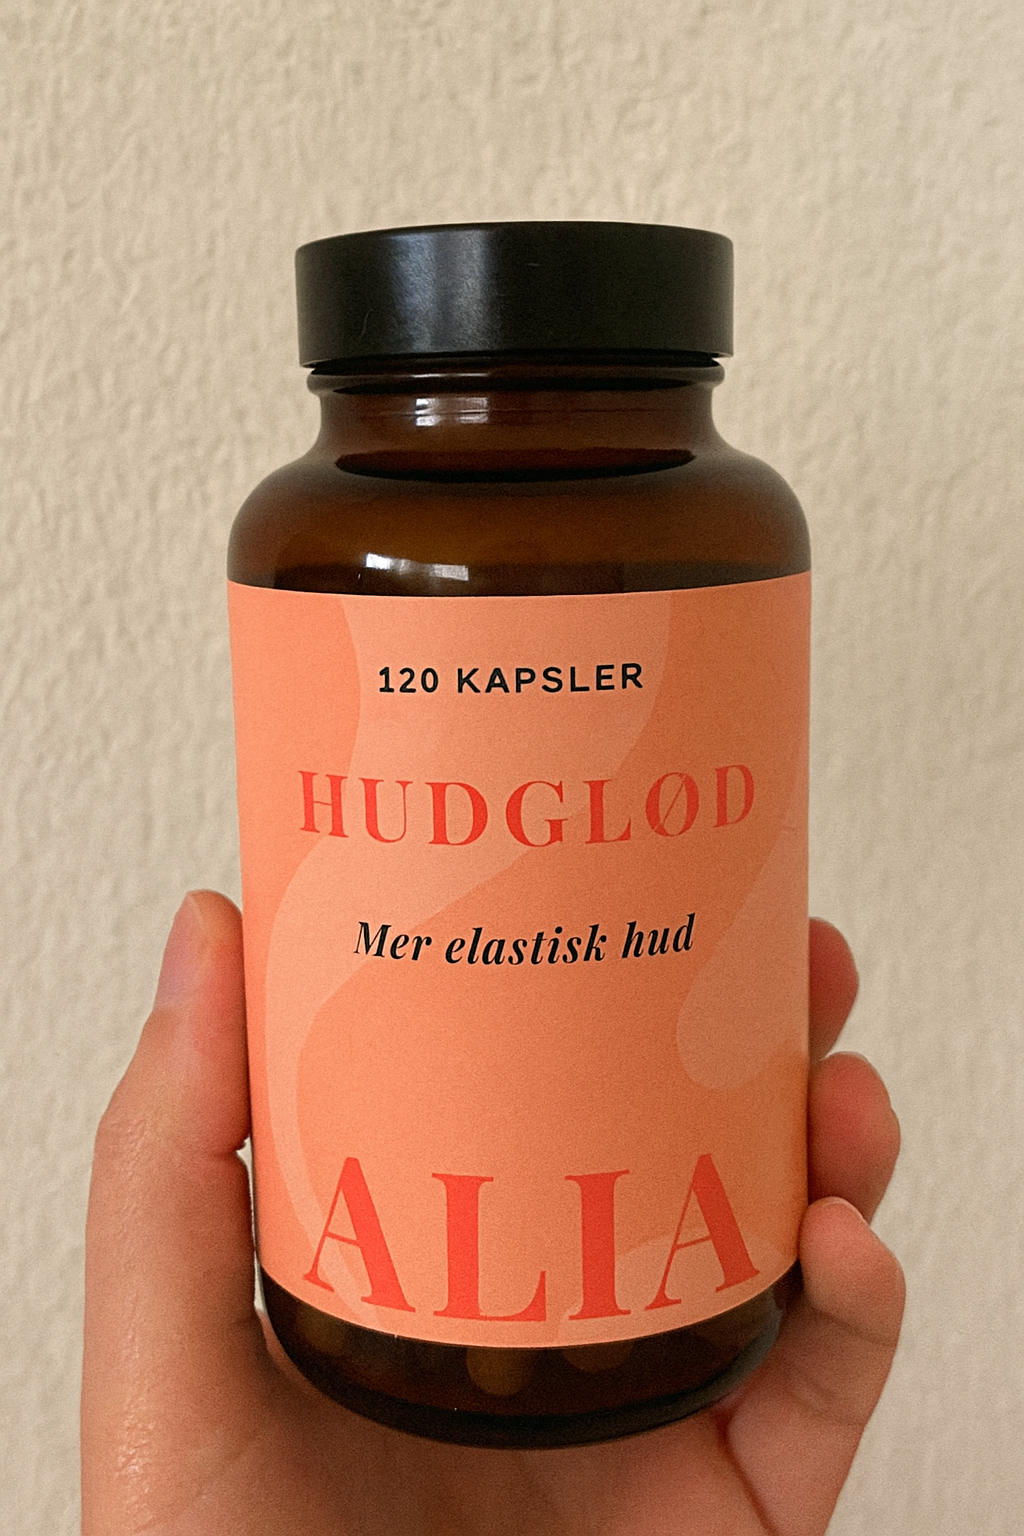 120 KAPSLER
HUDGLØD
Mer elastisk hud
ALIA